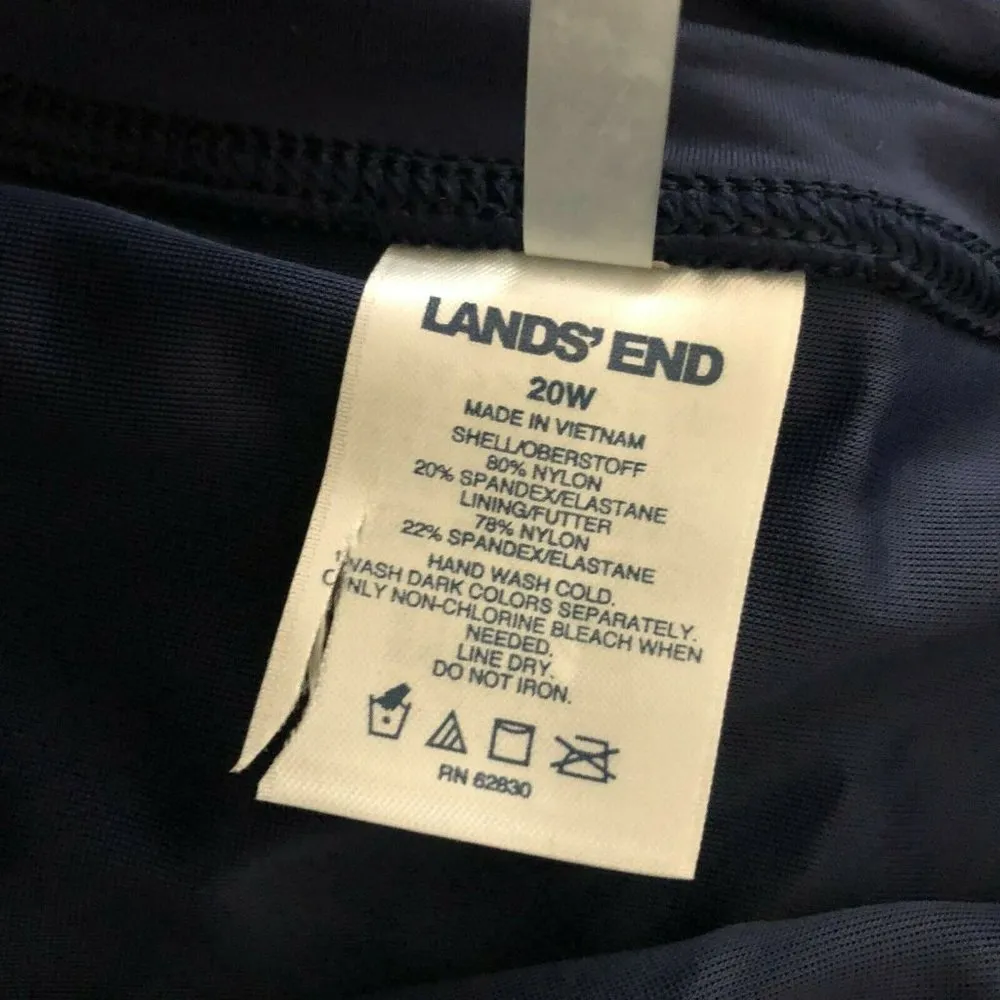 LANDS' END
20W
MADE IN VIETNAM
SHELL/OBERSTOFF
80% NYLON
20% SPANDEX/ELASTANE
LINING/FUTTER
78% NYLON
22% SPANDEX/ELASTANE
HAND WASH COLD.
WASH DARK COLORS SEPARATELY.
ONLY NON-CHLORINE BLEACH WHEN
NEEDED.
LINE DRY.
DO NOT IRON.
RN 62830